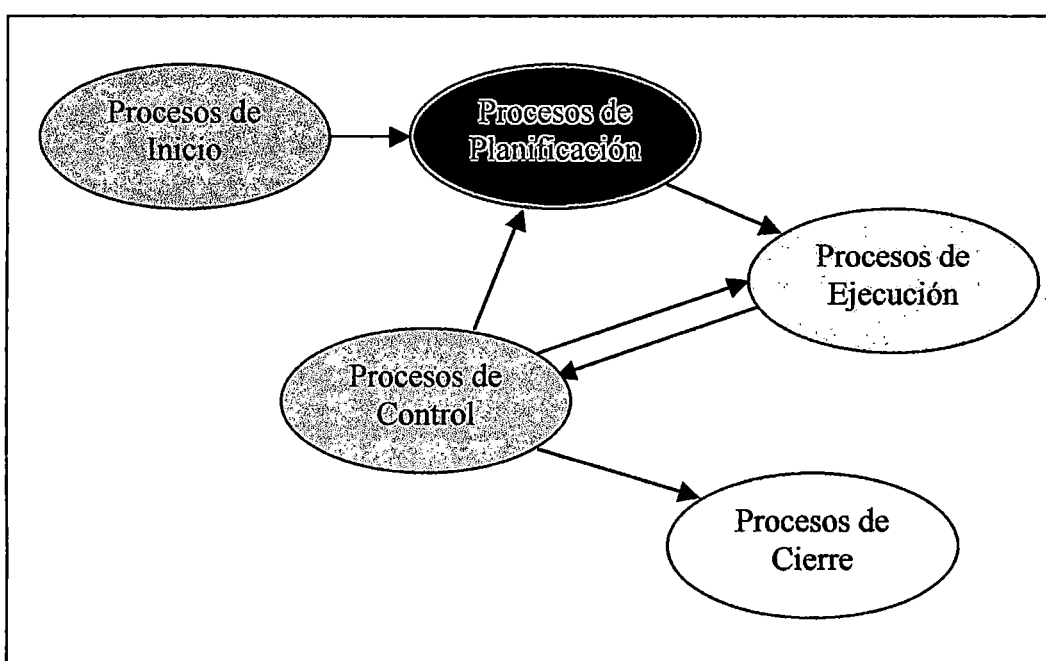 Procesos de
Inicio
Procesos de
Planificación
Procesos de
Ejecución
Procesos de
Control
Procesos de
Cierre